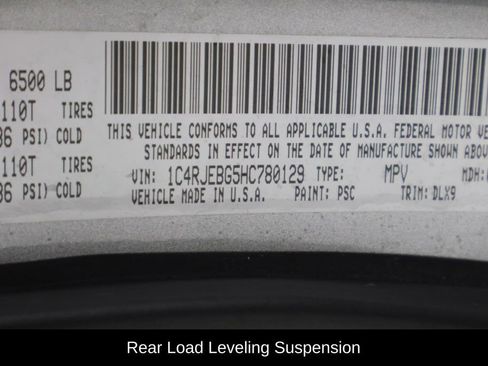 6500 LB
110T TIRES
36 PSI) COLD
110T TIRES
36 PSI) COLD
THIS VEHICLE CONFORMS TO ALL APPLICABLE U.S.A. FEDERAL MOTOR
STANDARDS IN EFFECT ON THE DATE OF MANUFACTURE SHOWN
VIN: 1C4RJEBG5HC780129 TYPE: MPV MDH:
VEHICLE MADE IN U.S.A. PAINT: PSC TRIM: DLX9
Rear Load Leveling Suspension